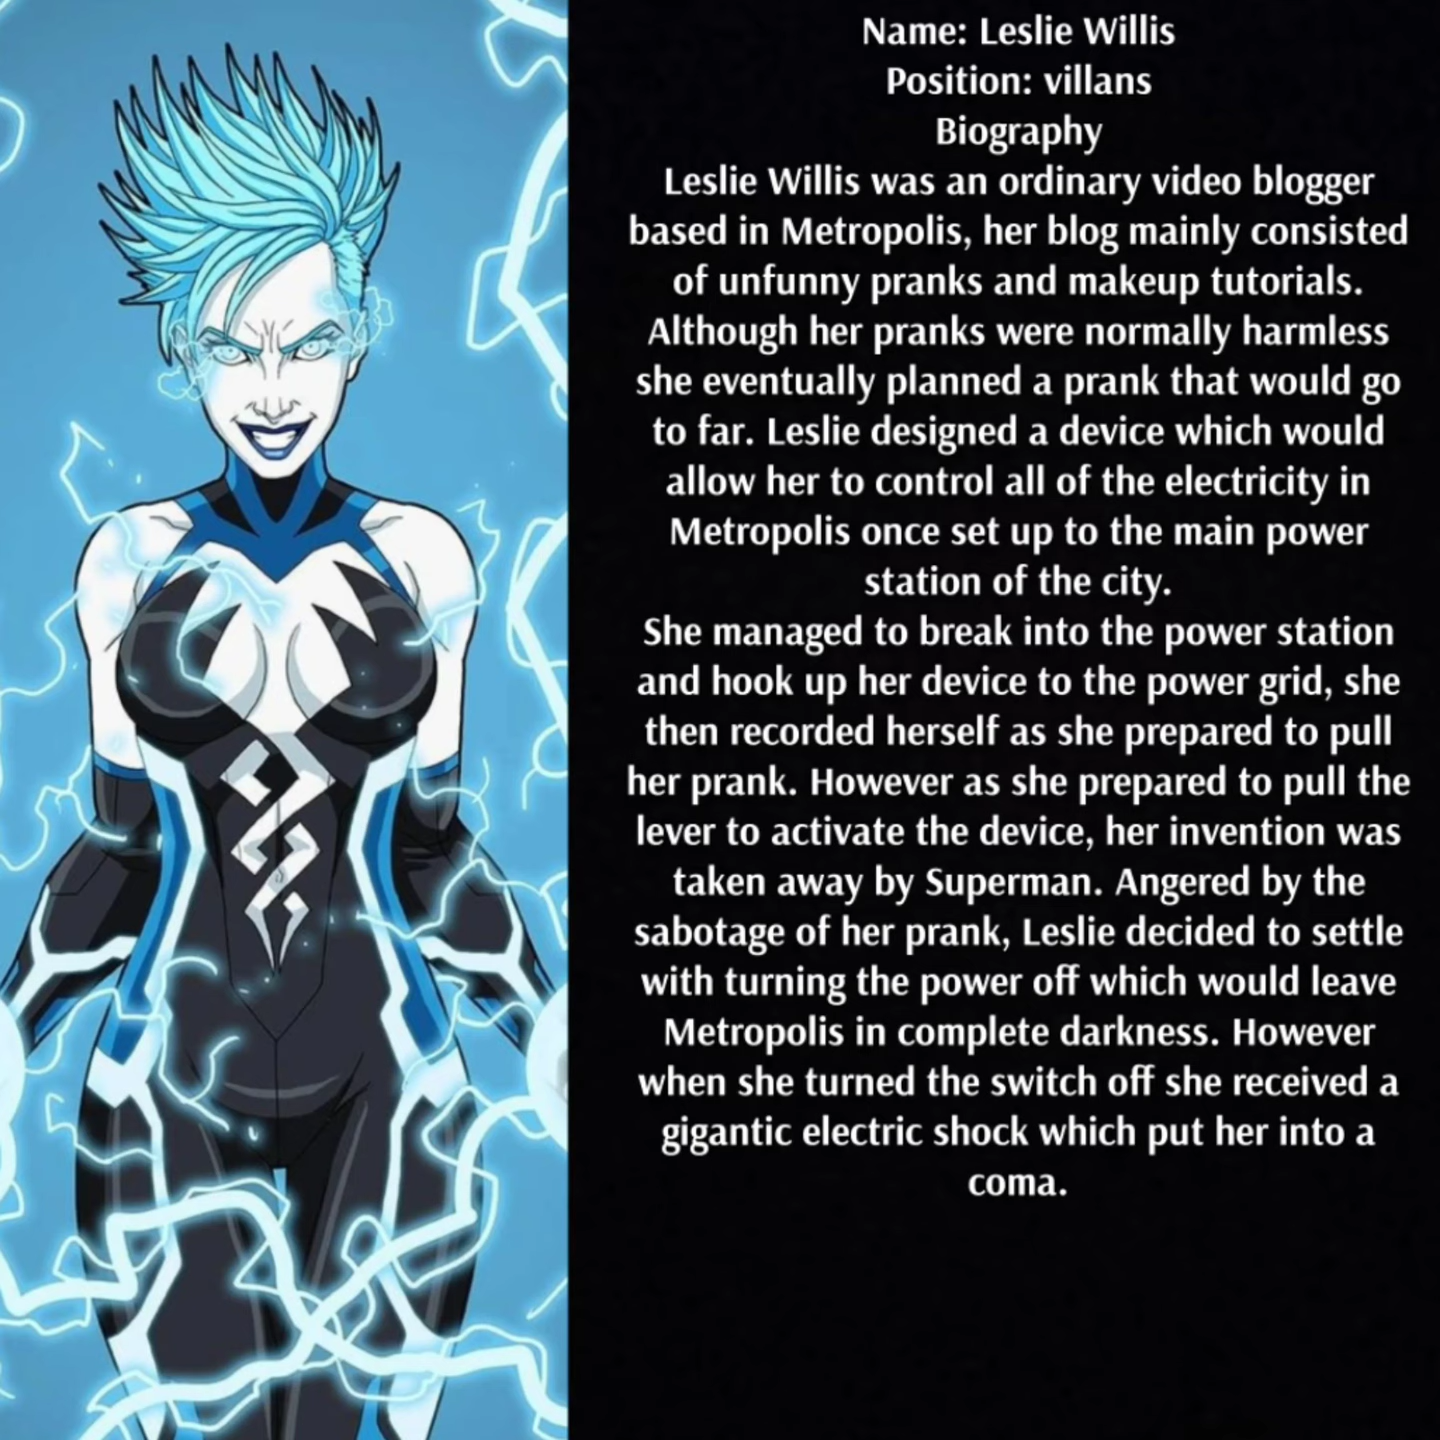 Name: Leslie Willis
Position: villans
Biography
Leslie Willis was an ordinary video blogger
based in Metropolis, her blog mainly consisted
of unfunny pranks and makeup tutorials.
Although her pranks were normally harmless
she eventually planned a prank that would go
to far. Leslie designed a device which would
allow her to control all of the electricity in
Metropolis once set up to the main power
station of the city.
She managed to break into the power station
and hook up her device to the power grid, she
then recorded herself as she prepared to pull
her prank. However as she prepared to pull the
lever to activate the device, her invention was
taken away by Superman. Angered by the
sabotage of her prank, Leslie decided to settle
with turning the power off which would leave
Metropolis in complete darkness. However
when she turned the switch off she received a
gigantic electric shock which put her into a
coma.